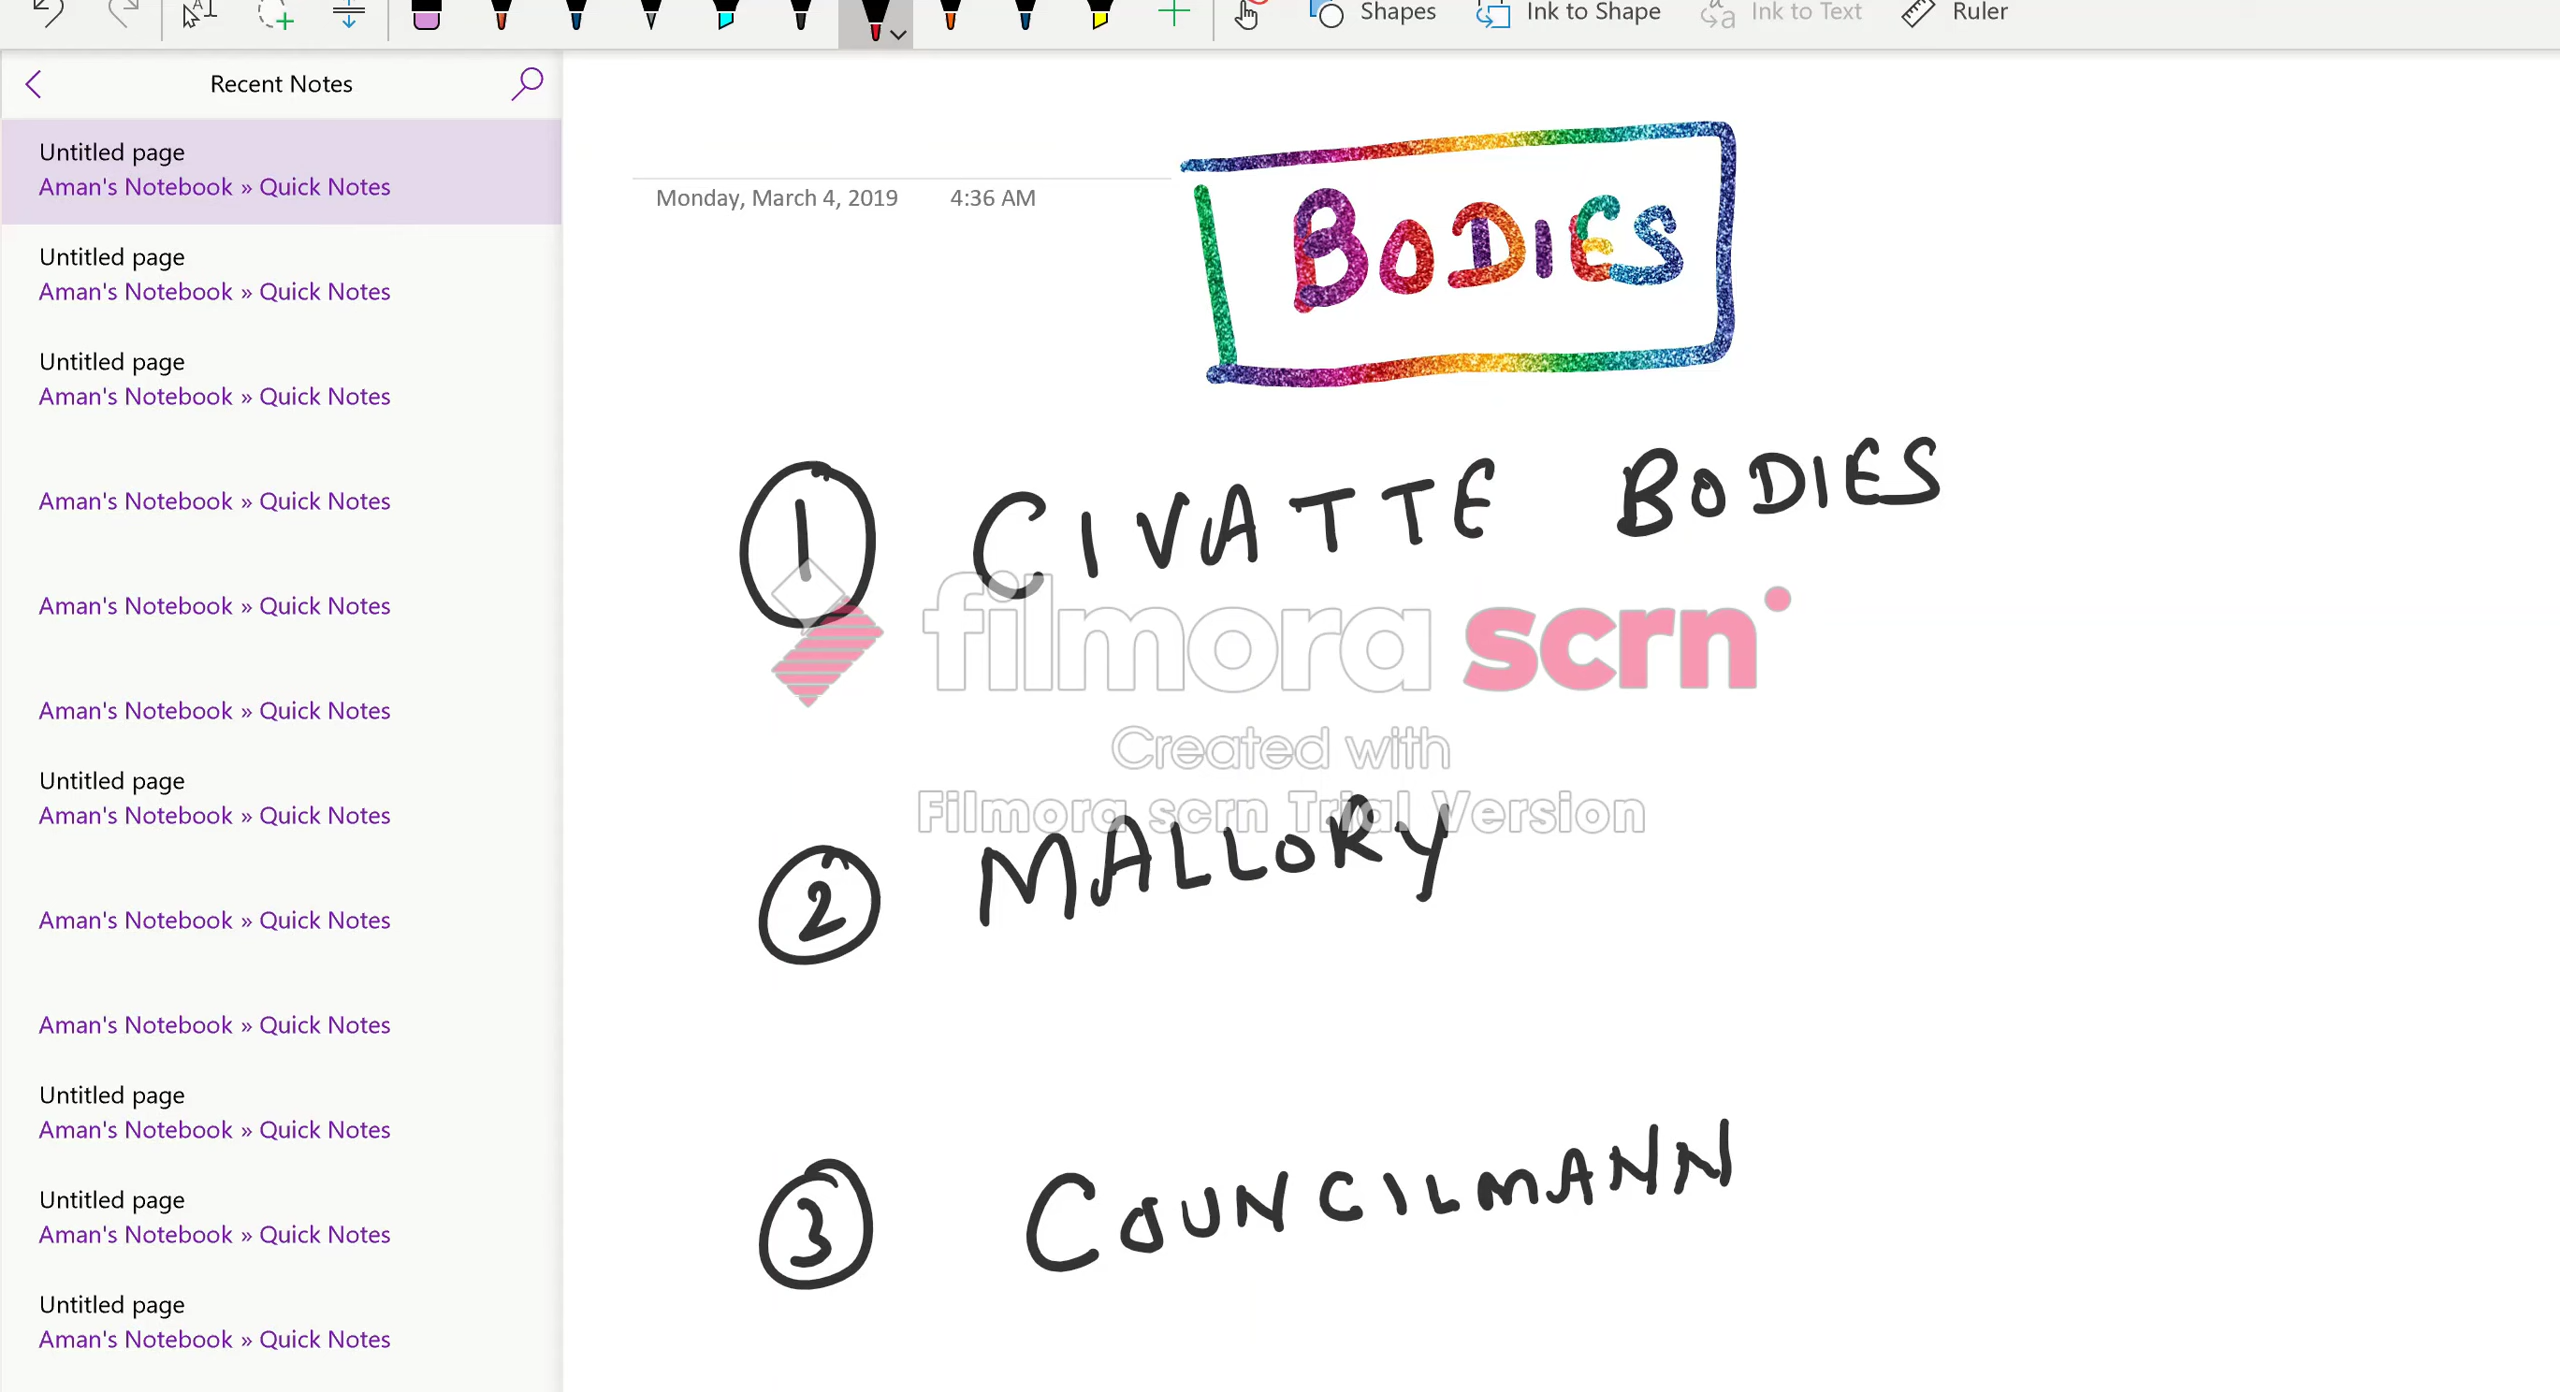 Shapes
Ink to Shape
Ink to Text
Ruler
Recent Notes
Untitled page
Aman's Notebook » Quick Notes
Untitled page
Aman's Notebook » Quick Notes
Untitled page
Aman's Notebook » Quick Notes
Aman's Notebook » Quick Notes
Aman's Notebook » Quick Notes
Aman's Notebook » Quick Notes
Untitled page
Aman's Notebook » Quick Notes
Aman's Notebook » Quick Notes
Aman's Notebook » Quick Notes
Untitled page
Aman's Notebook » Quick Notes
Untitled page
Aman's Notebook » Quick Notes
Untitled page
Aman's Notebook » Quick Notes
Monday, March 4, 2019 4:36 AM
BODIES
1 CIVATTE BODIES
filmora scrn
Created with
Filmora scrn Trial Version
2 MALLORY
3 COUNCILMANN